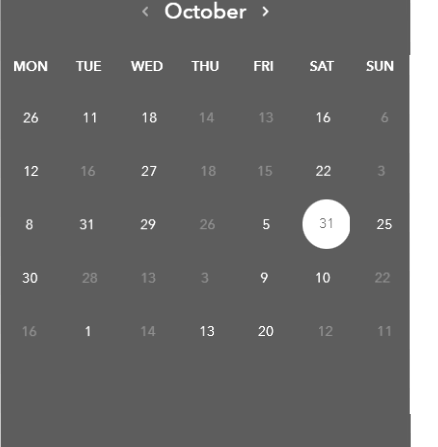 ‹ October ›
MON TUE WED THU FRI SAT SUN
26 11 18 14 13 16 6
12 16 27 18 15 22 3
8 31 29 26 5 31 25
30 28 13 3 9 10 22
16 1 14 13 20 12 11